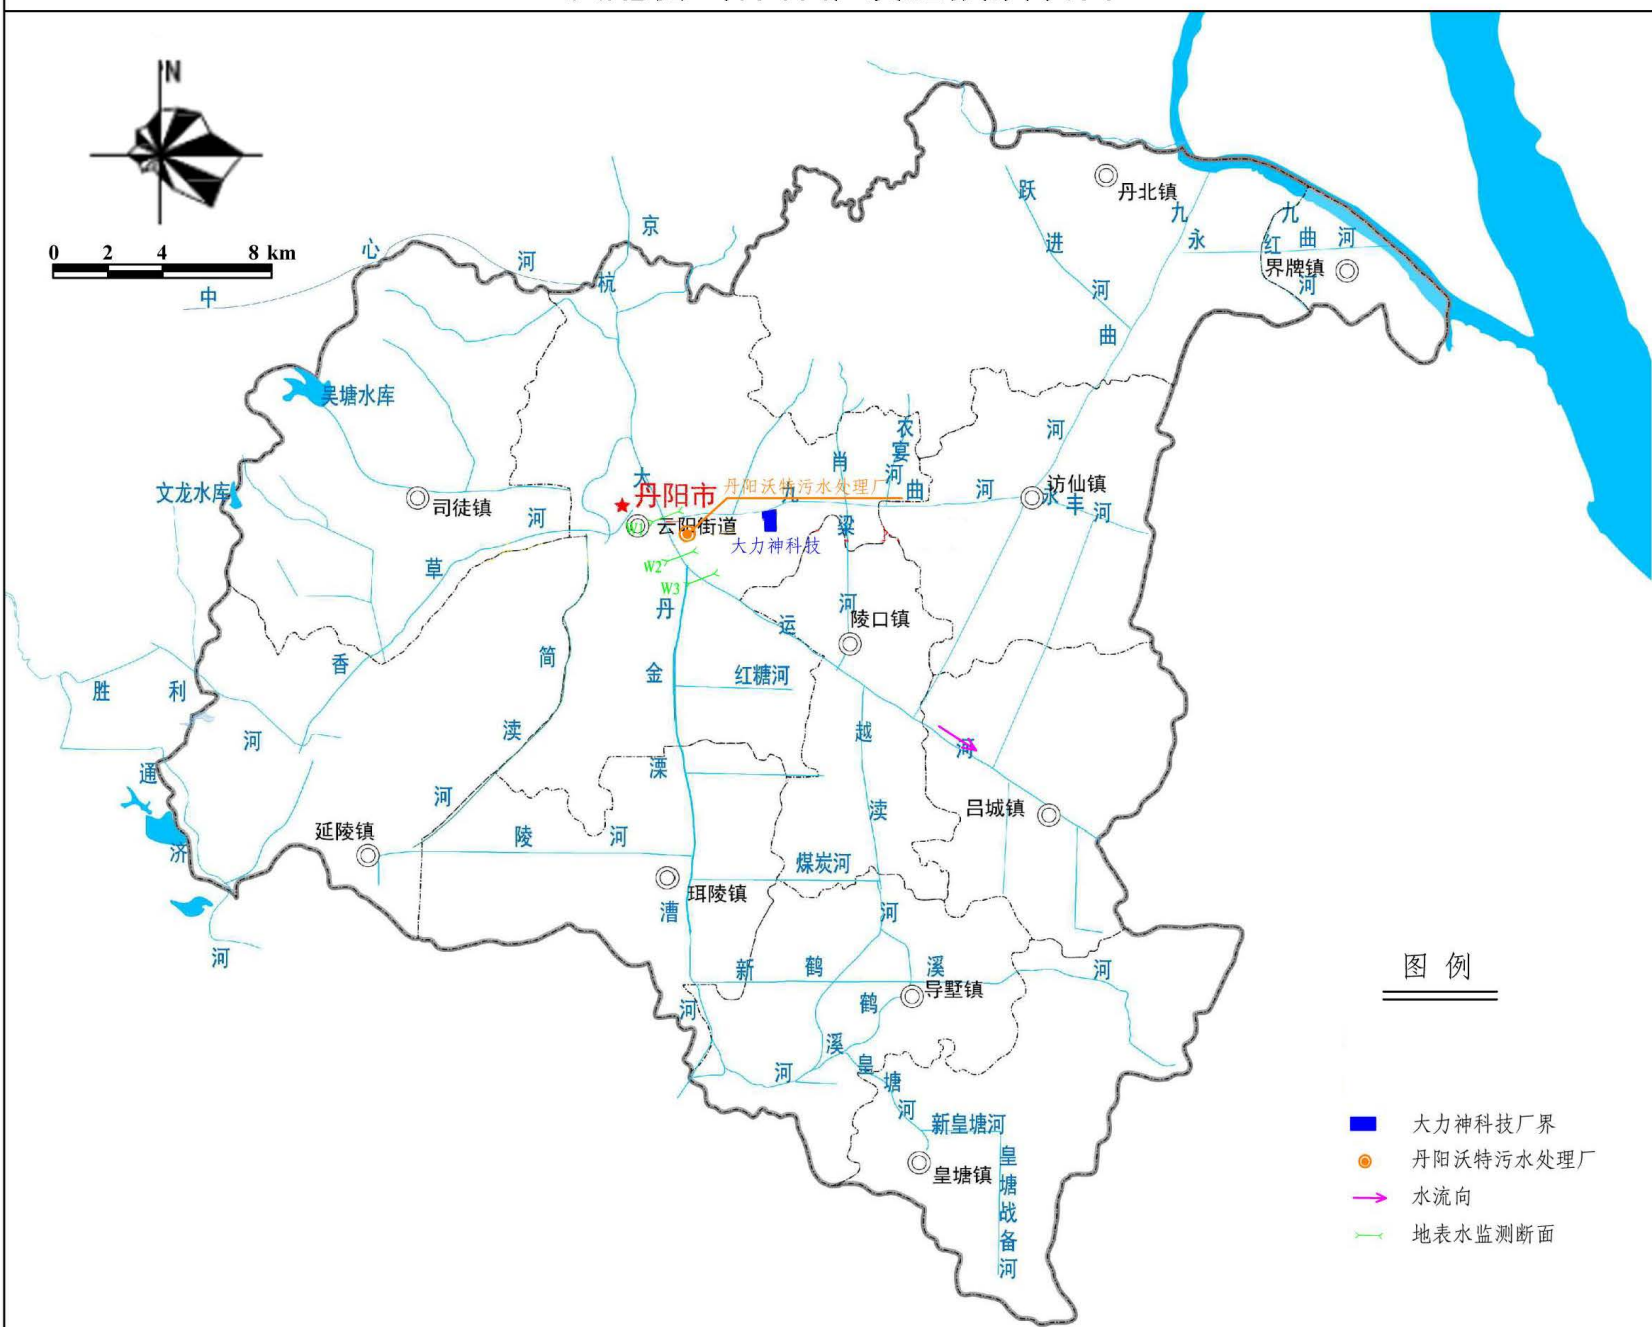 N
0 2 4 8 km
中心河
京杭
跃进河
丹北镇
九曲河
永红河
九曲河
界牌镇
吴塘水库
文龙水库
司徒镇
太
丹阳市
丹阳沃特污水处理厂
九曲河
肖梁河
农宴河
访仙镇
永丰河
W1
云阳街道
大力神科技
W2
W3
香草河
简渎河
丹金溧漕河
运河
陵口镇
红糖河
胜利河
越渎河
通济河
吕城镇
延陵镇
陵河
煤炭河
珥陵镇
新鹤溪河
导墅镇
鹤溪河
皇塘河
新皇塘河
皇塘镇
皇塘战备河
图例
大力神科技厂界
丹阳沃特污水处理厂
水流向
地表水监测断面